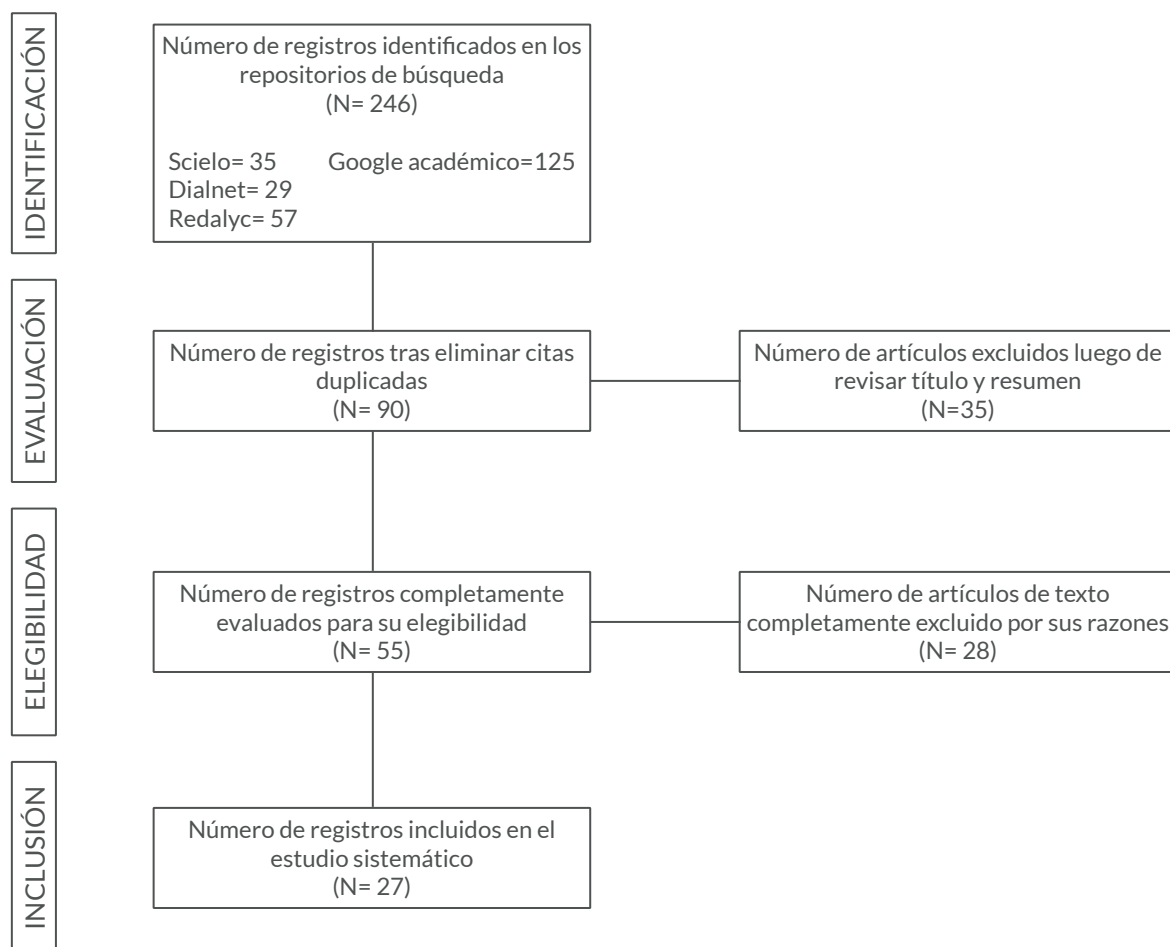 IDENTIFICACIÓN
Número de registros identificados en los
repositorios de búsqueda
(N= 246)
Scielo= 35 Google académico=125
Dialnet= 29
Redalyc= 57
EVALUACIÓN
Número de registros tras eliminar citas
duplicadas
(N= 90)
Número de artículos excluidos luego de
revisar título y resumen
(N=35)
ELEGIBILIDAD
Número de registros completamente
evaluados para su elegibilidad
(N= 55)
Número de artículos de texto
completamente excluido por sus razones
(N= 28)
INCLUSIÓN
Número de registros incluidos en el
estudio sistemático
(N= 27)